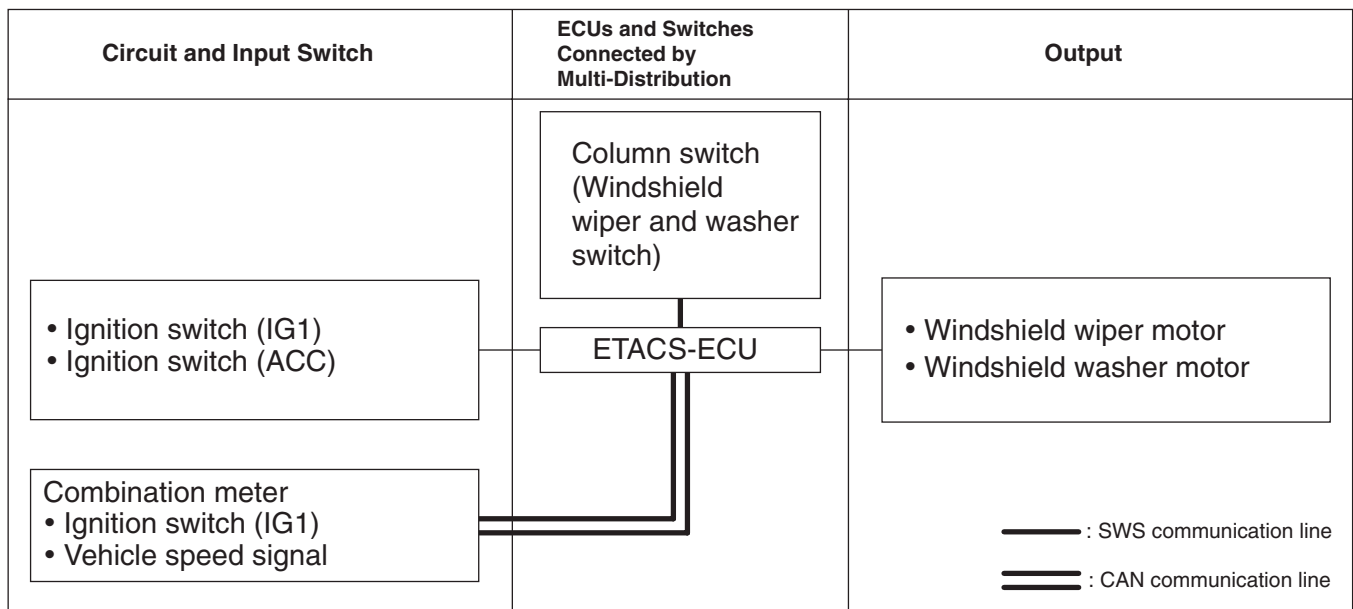 Circuit and Input Switch
ECUs and Switches
Connected by
Multi-Distribution
Output
Column switch
(Windshield
wiper and washer
switch)
• Ignition switch (IG1)
• Ignition switch (ACC)
ETACS-ECU
• Windshield wiper motor
• Windshield washer motor
Combination meter
• Ignition switch (IG1)
• Vehicle speed signal
: SWS communication line
: CAN communication line